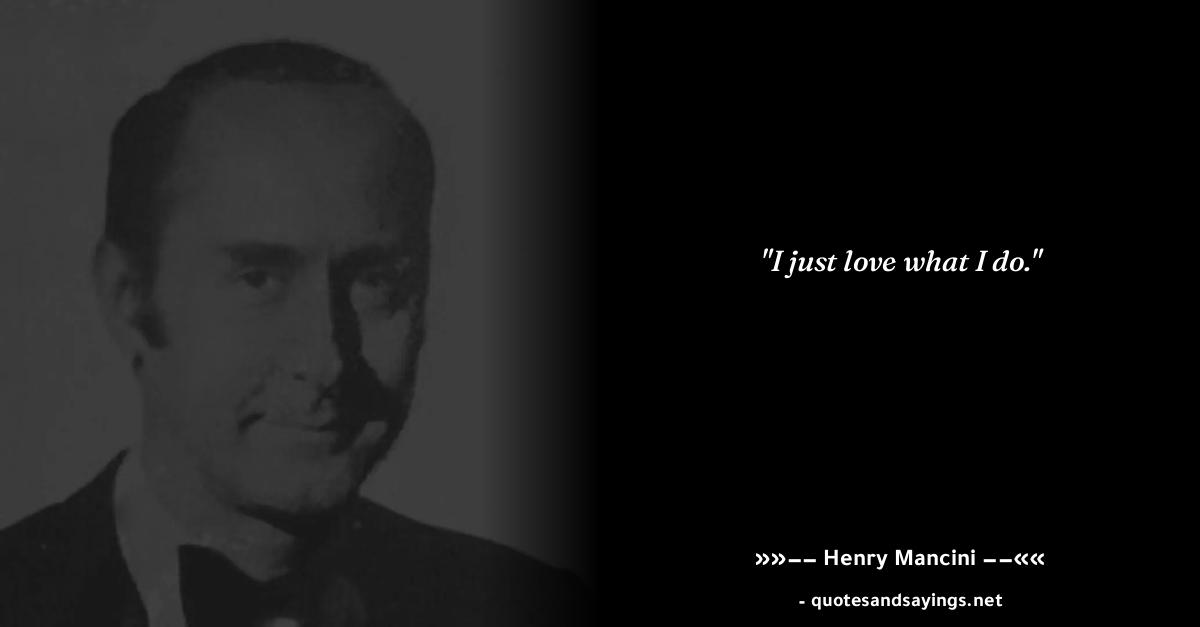 "I just love what I do."
»»−− Henry Mancini −−««
- quotesandsayings.net